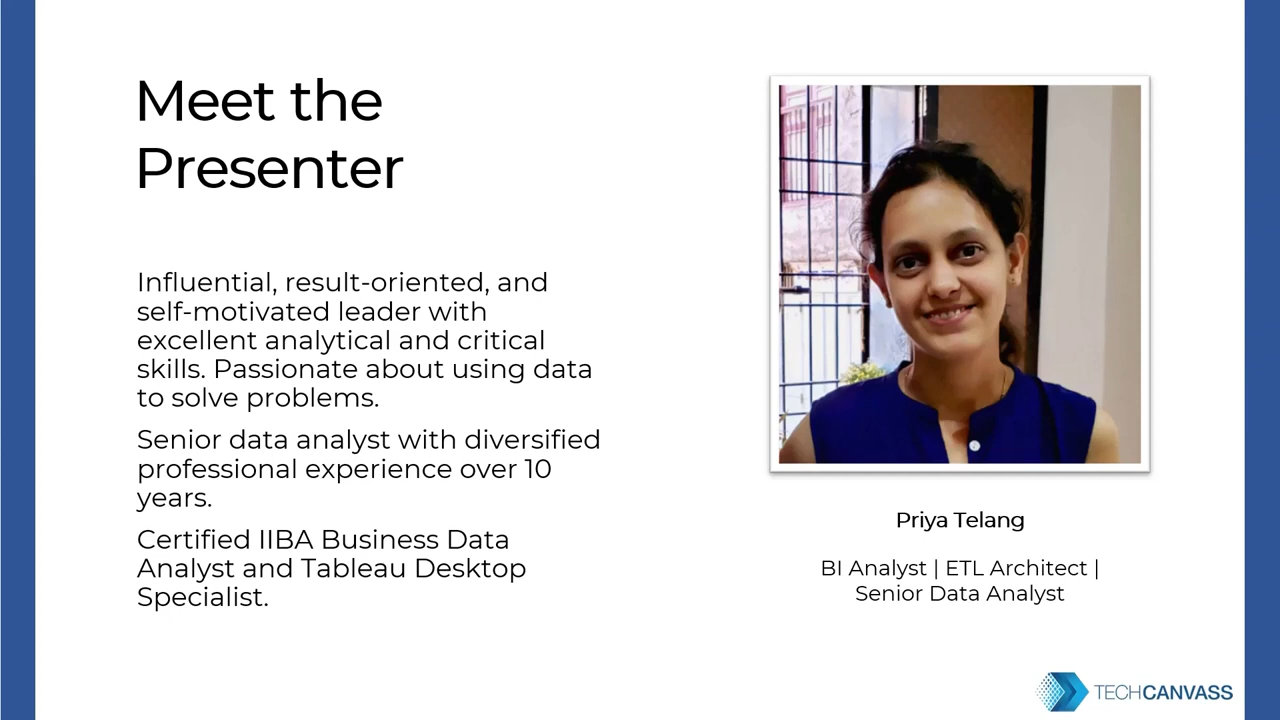 Meet the
Presenter
Influential, result-oriented, and
self-motivated leader with
excellent analytical and critical
skills. Passionate about using data
to solve problems.
Senior data analyst with diversified
professional experience over 10
years.
Certified IIBA Business Data
Analyst and Tableau Desktop
Specialist.
Priya Telang
BI Analyst | ETL Architect |
Senior Data Analyst
TECHCANVASS